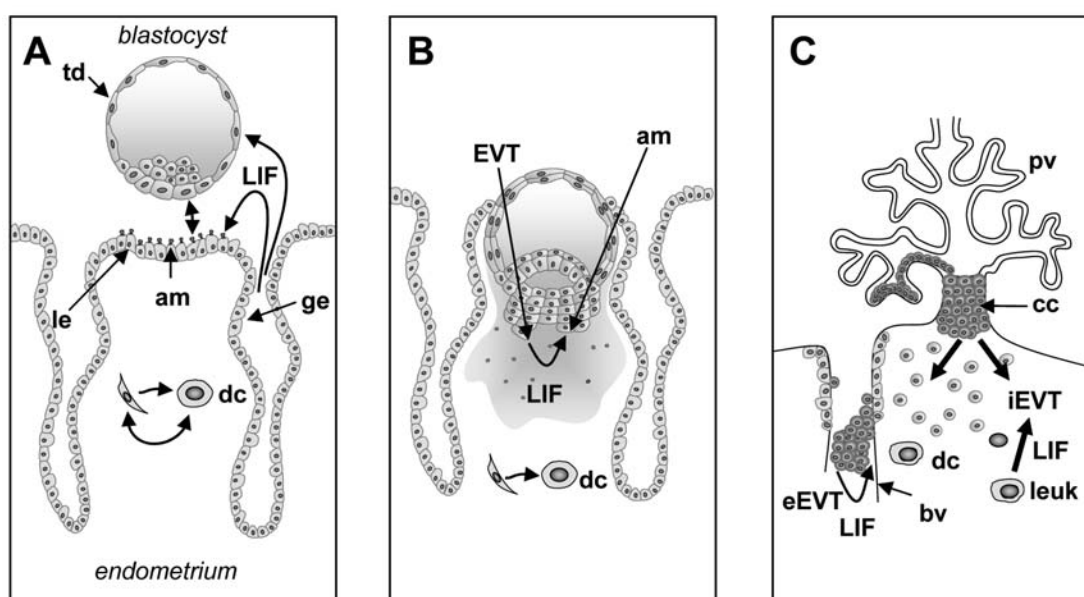 A
blastocyst
td
LIF
le
am
ge
dc
endometrium
B
EVT
am
LIF
dc
C
pv
cc
iEVT
LIF
dc
leuk
eEVT
LIF
bv